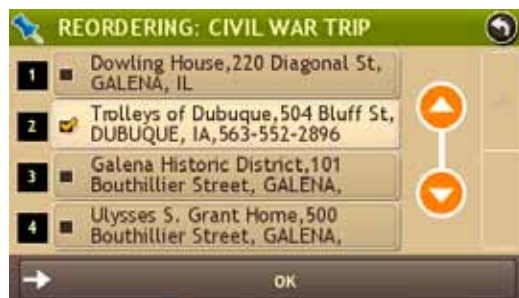 REORDERING: CIVIL WAR TRIP
1 Dowling House,220 Diagonal St,
GALENA, IL
2 Trolleys of Dubuque,504 Bluff St,
DUBUQUE, IA,563-552-2896
3 Galena Historic District,101
Bouthillier Street, GALENA,
4 Ulysses S. Grant Home,500
Bouthillier Street, GALENA,
OK